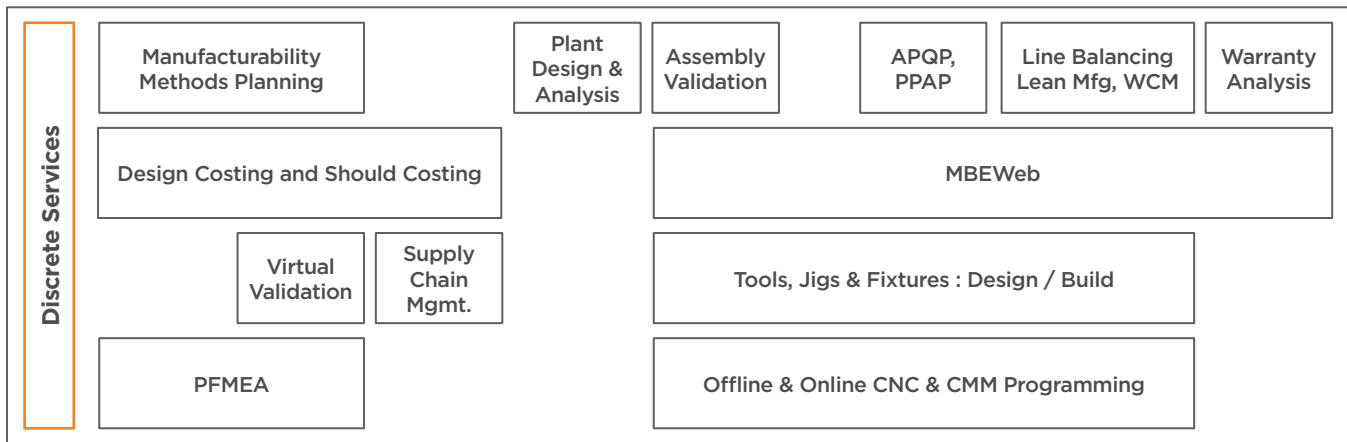 Discrete Services
Manufacturability
Methods Planning
Plant
Design &
Analysis
Assembly
Validation
APQP,
PPAP
Line Balancing
Lean Mfg, WCM
Warranty
Analysis
Design Costing and Should Costing
MBEWeb
Virtual
Validation
Supply
Chain
Mgmt.
Tools, Jigs & Fixtures : Design / Build
PFMEA
Offline & Online CNC & CMM Programming